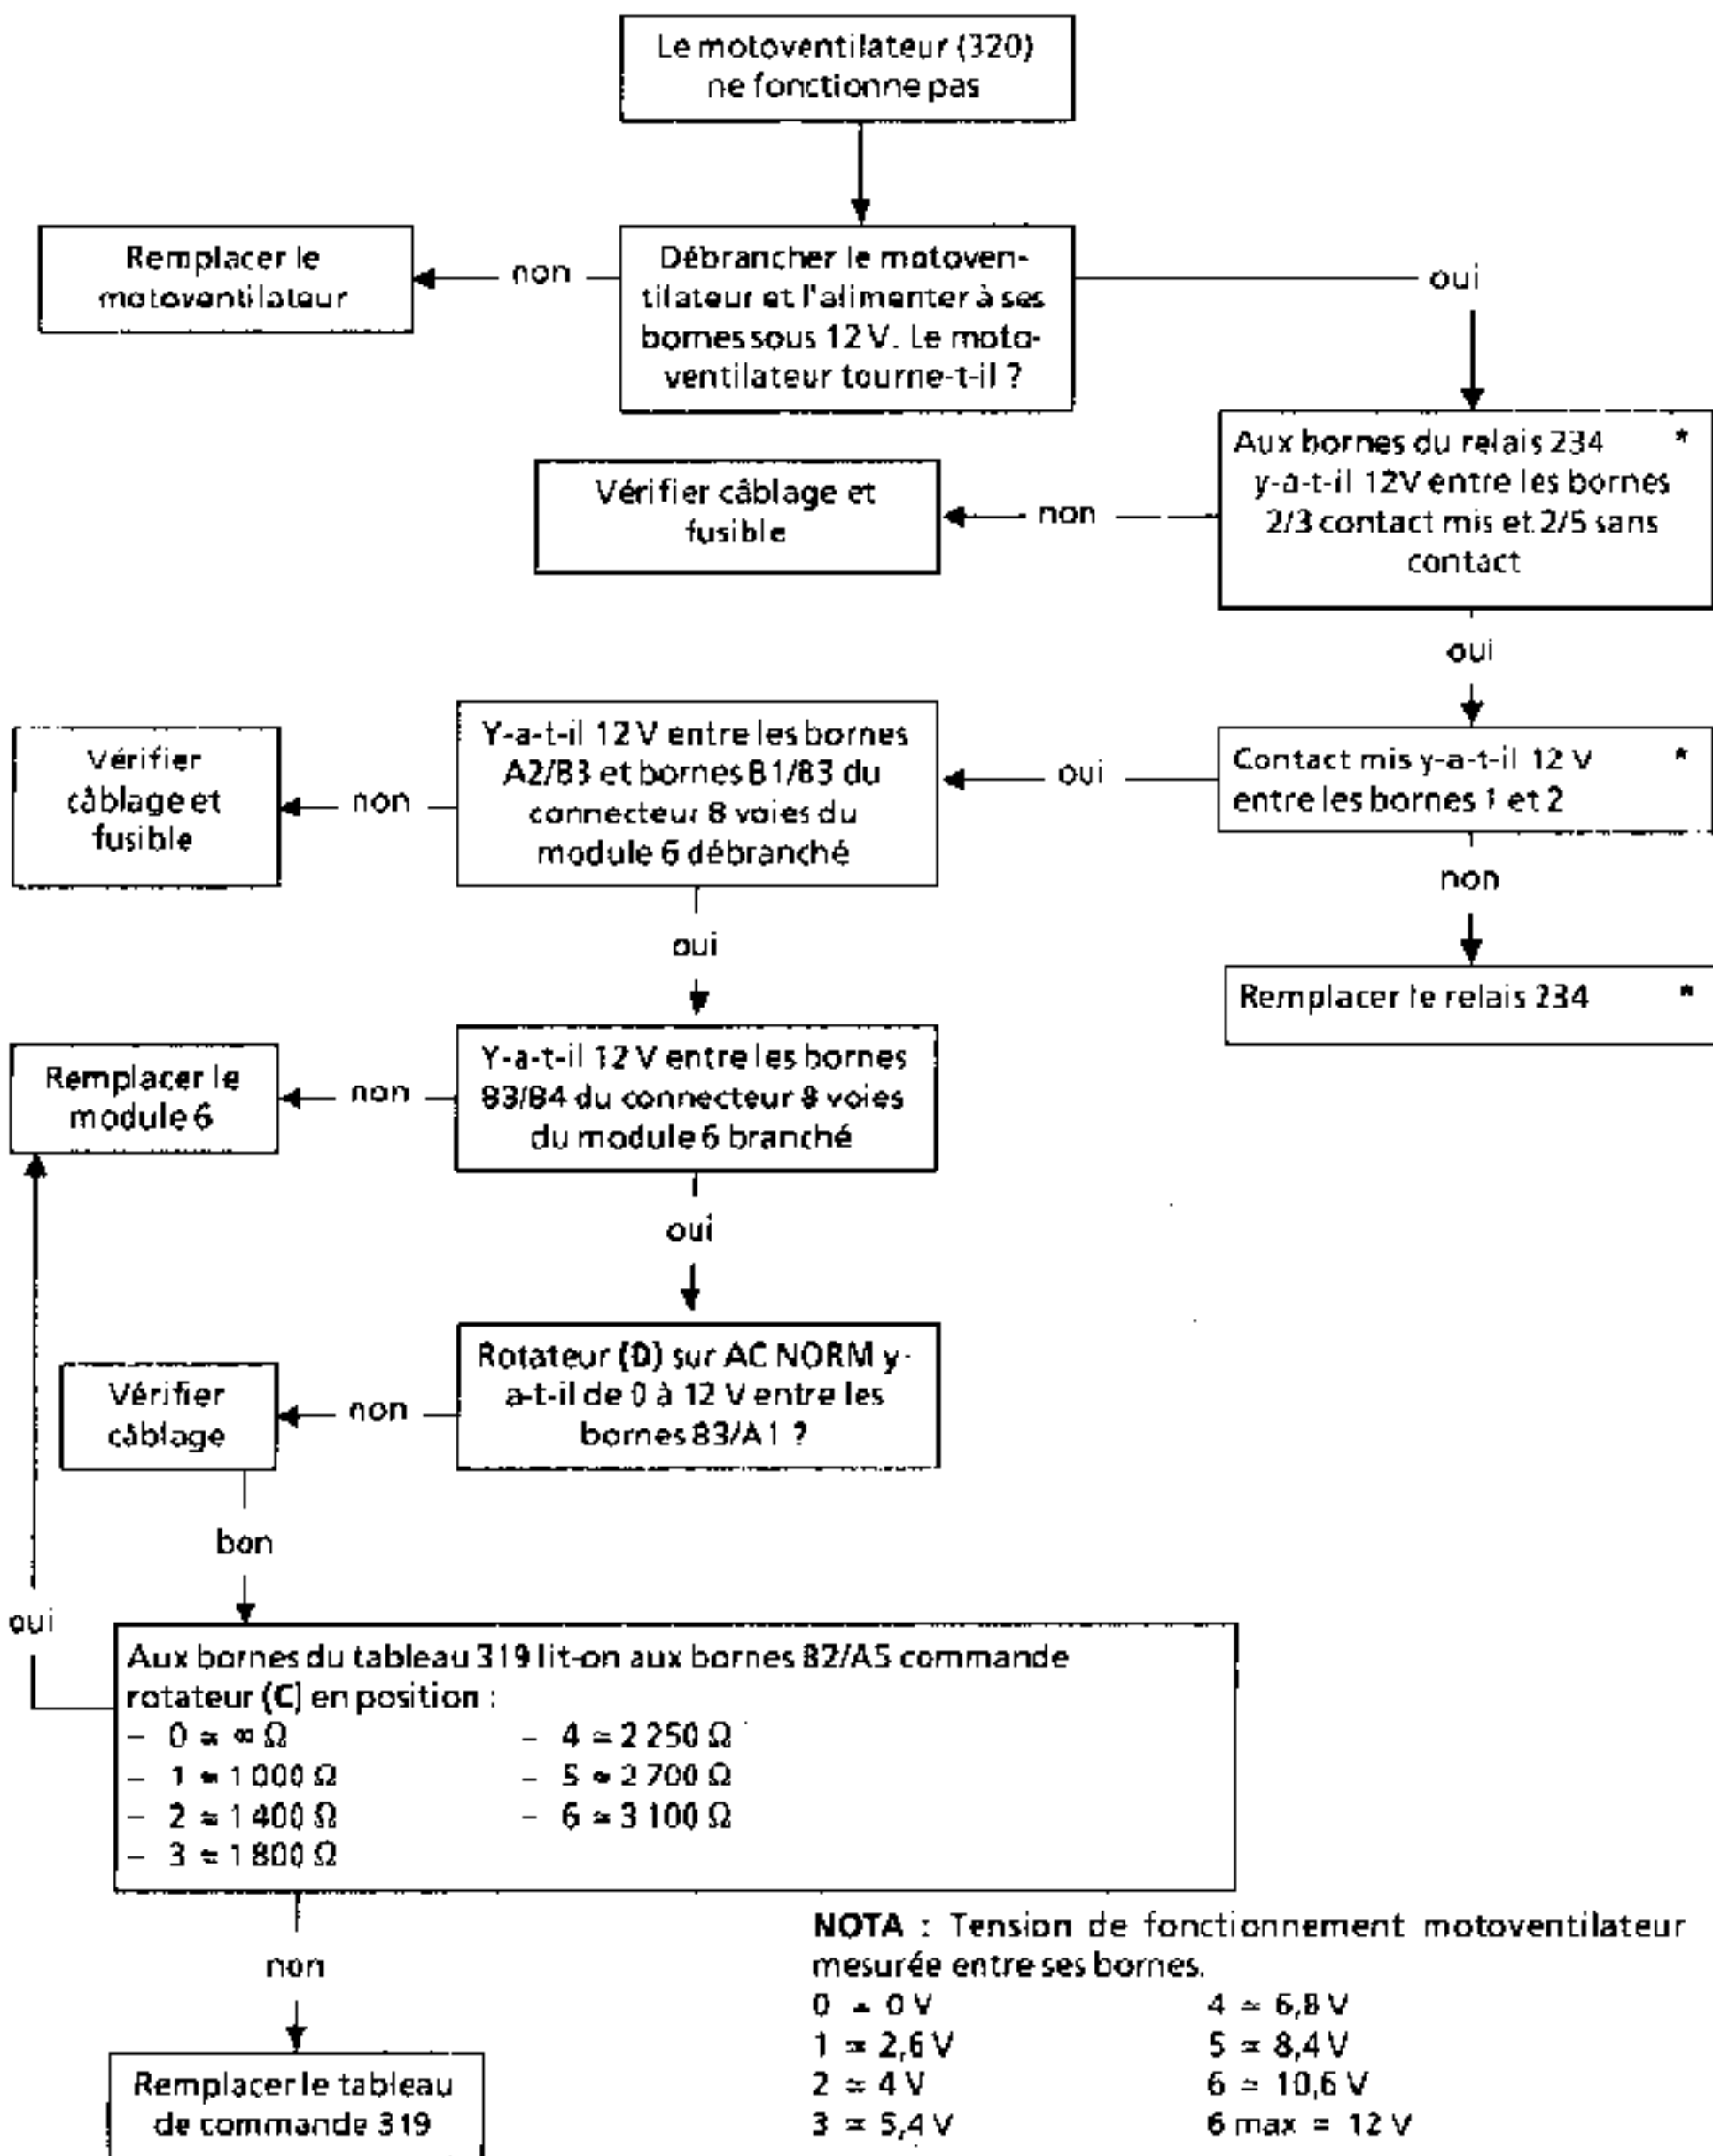 Le motoventilateur (320)
ne fonctionne pas
Remplacer le
motoventilateur
non
Débrancher le motoven-
tilateur et l'alimenter à ses
bornes sous 12 V. Le moto-
ventilateur tourne-t-il ?
oui
Aux bornes du relais 234 *
y-a-t-il 12V entre les bornes
2/3 contact mis et 2/5 sans
contact
non
Vérifier câblage et
fusible
oui
Contact mis y-a-t-il 12 V *
entre les bornes 1 et 2
oui
non
Remplacer le relais 234 *
Y-a-t-il 12 V entre les bornes
A2/B3 et bornes B1/B3 du
connecteur 8 voies du
module 6 débranché
non
Vérifier
câblage et
fusible
oui
Y-a-t-il 12 V entre les bornes
B3/B4 du connecteur 8 voies
du module 6 branché
non
Remplacer le
module 6
oui
Rotateur (D) sur AC NORM y-
a-t-il de 0 à 12 V entre les
bornes B3/A1 ?
non
Vérifier
câblage
bon
oui
Aux bornes du tableau 319 lit-on aux bornes B2/A5 commande
rotateur (C) en position :
– 0 ≃ ∞ Ω
– 1 ≃ 1 000 Ω
– 2 ≃ 1 400 Ω
– 3 ≃ 1 800 Ω
– 4 ≃ 2 250 Ω
– 5 ≃ 2 700 Ω
– 6 ≃ 3 100 Ω
non
Remplacer le tableau
de commande 319
NOTA : Tension de fonctionnement motoventilateur
mesurée entre ses bornes.
0 ≃ 0 V
1 ≃ 2,6 V
2 ≃ 4 V
3 ≃ 5,4 V
4 ≃ 6,8 V
5 ≃ 8,4 V
6 ≃ 10,6 V
6 max = 12 V